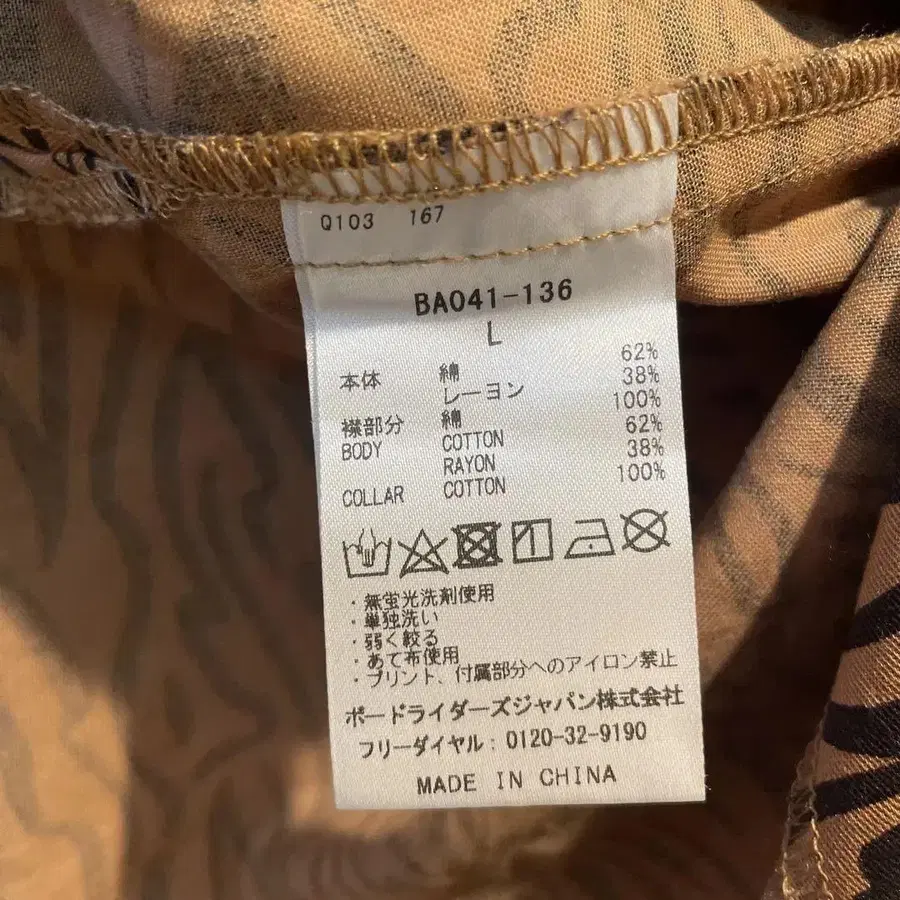 Q103 167
BA041-136
L
本体 綿 62%
レーヨン 38%
襟部分 綿 100%
BODY COTTON 62%
RAYON 38%
COLLAR COTTON 100%
・無蛍光洗剤使用
・単独洗い
・弱く絞る
・あて布使用
・プリント、付属部分へのアイロン禁止
ボードライダーズジャパン株式会社
フリーダイヤル：0120-32-9190
MADE IN CHINA